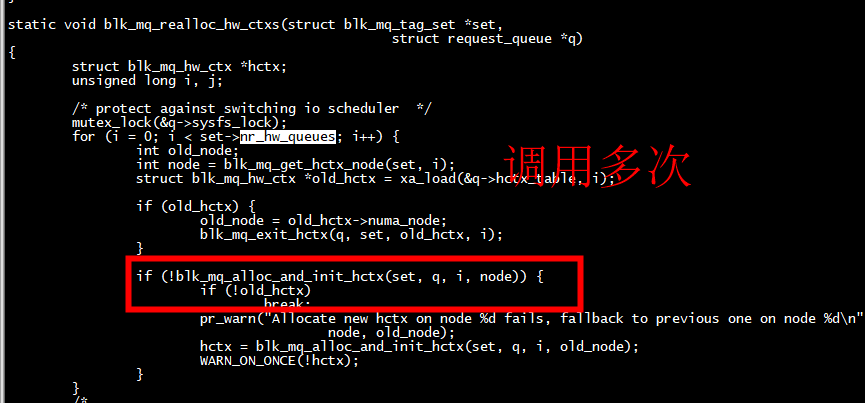 }
static void blk_mq_realloc_hw_ctxs(struct blk_mq_tag_set *set,
struct request_queue *q)
{
struct blk_mq_hw_ctx *hctx;
unsigned long i, j;
/* protect against switching io scheduler  */
mutex_lock(&q->sysfs_lock);
for (i = 0; i < set->nr_hw_queues; i++) {
int old_node;
int node = blk_mq_get_hctx_node(set, i);
struct blk_mq_hw_ctx *old_hctx = xa_load(&q->hctx_table, i);
调用多次
if (old_hctx) {
old_node = old_hctx->numa_node;
blk_mq_exit_hctx(q, set, old_hctx, i);
}
if (!blk_mq_alloc_and_init_hctx(set, q, i, node)) {
if (!old_hctx)
break;
pr_warn("Allocate new hctx on node %d fails, fallback to previous one on node %d\n"
node, old_node);
hctx = blk_mq_alloc_and_init_hctx(set, q, i, old_node);
WARN_ON_ONCE(!hctx);
}
}
/*